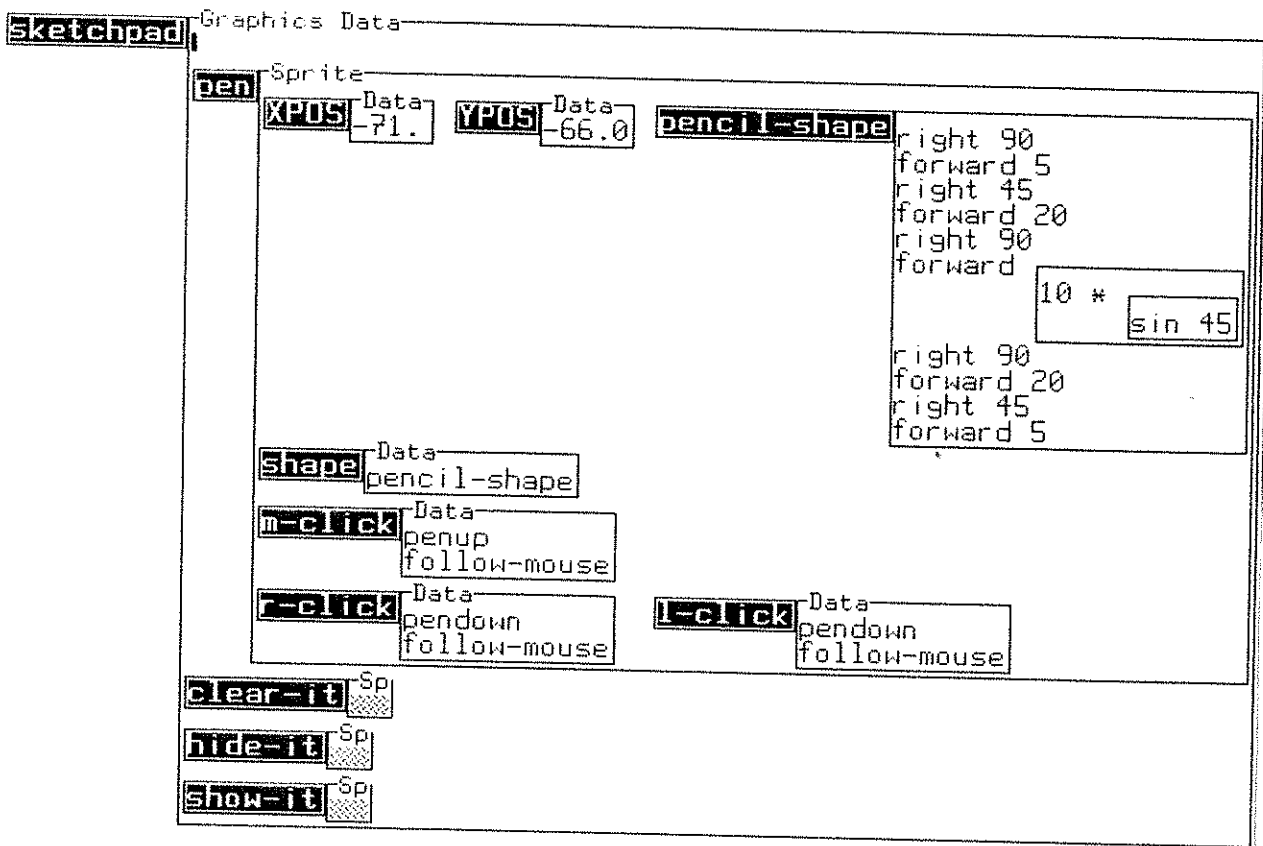 sketchpad Graphics Data
pen Sprite
XPOS Data YPOS Data pencil-shape
-71. -66.0
right 90
forward 5
right 45
forward 20
right 90
forward
10 *
sin 45
right 90
forward 20
right 45
forward 5
shape Data
pencil-shape
m-click Data
penup
follow-mouse
r-click Data
pendown
follow-mouse
l-click Data
pendown
follow-mouse
clear-it Sp
hide-it Sp
show-it Sp